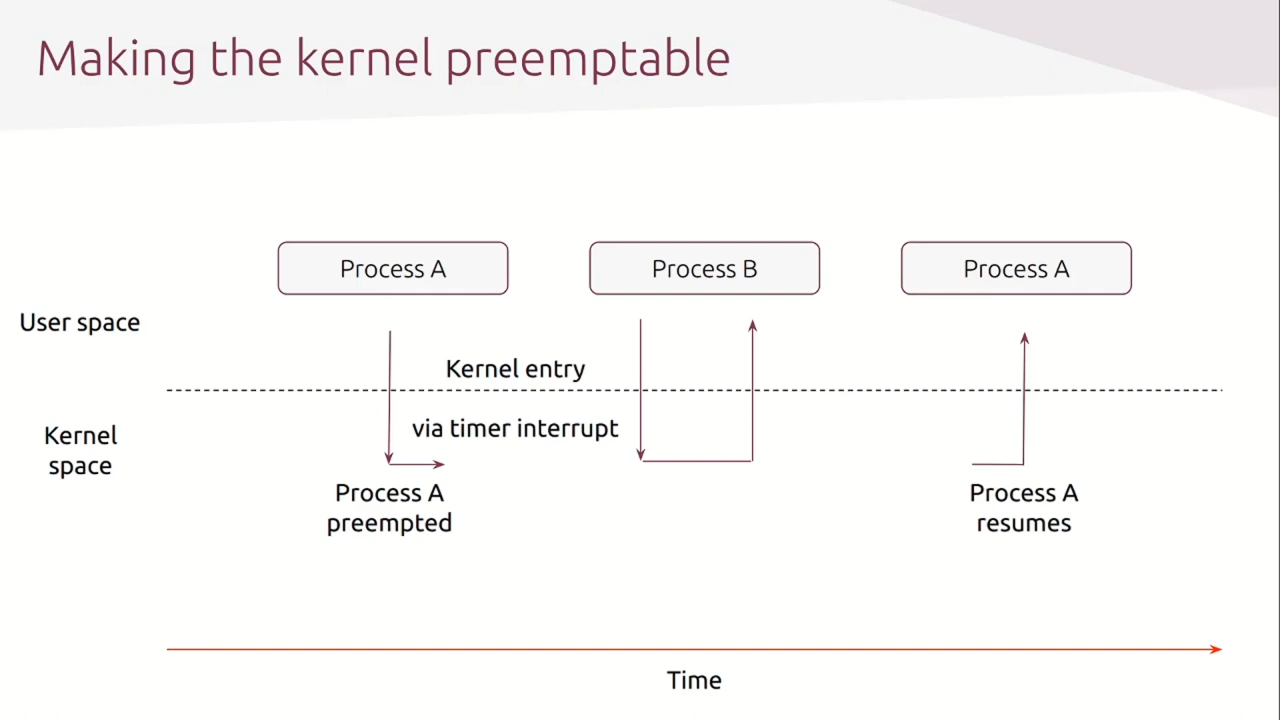 Making the kernel preemptable
Process A
Process B
Process A
User space
Kernel entry
via timer interrupt
Kernel
space
Process A
preempted
Process A
resumes
Time